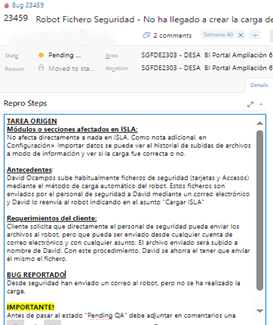 Bug 23459
23459 Robot Fichero Seguridad - No ha llegado a crear la carga de
2 comments Semana 40
State Pending ... Area SGFDE2303 - DESA BI Portal Ampliación 6
Reason Moved to sta... Iteration SGFDE2303 - DESA BI Portal Ampliación 6
Details
Repro Steps
TAREA ORIGEN
Módulos o secciones afectados en ISLA:
No afecta directamente a nada en ISLA. Como nota adicional, en
Configuración> Importar datos se puede ver el historial de subidas de archivos
a modo de información y ver si la carga fue correcta o no.
Antecedentes:
David Ocampos sube habitualmente ficheros de seguridad (tarjetas y Accesos)
mediante el método de carga automático del robot. Estos ficheros son
enviados por el personal de seguridad a David mediante un correo electrónico
y David lo reenvía al robot indicando en el asunto "Cargar ISLA"
Requerimientos del cliente:
Cliente solicita que directamente el personal de seguridad pueda enviar los
archivos al robot, pero que pueda ser enviado desde cualquier cuenta de
correo electrónico y con cualquier asunto. El archivo enviado será subido a
nombre de David. Con este procedimiento, David se ahorra el tener que enviar
él mismo el fichero.
BUG REPORTADO
Desde seguridad han enviado un correo al robot, pero no se ha realizado la
carga.
IMPORTANTE!
Antes de pasar al estado "Pending QA" debe adjuntar en comentarios una